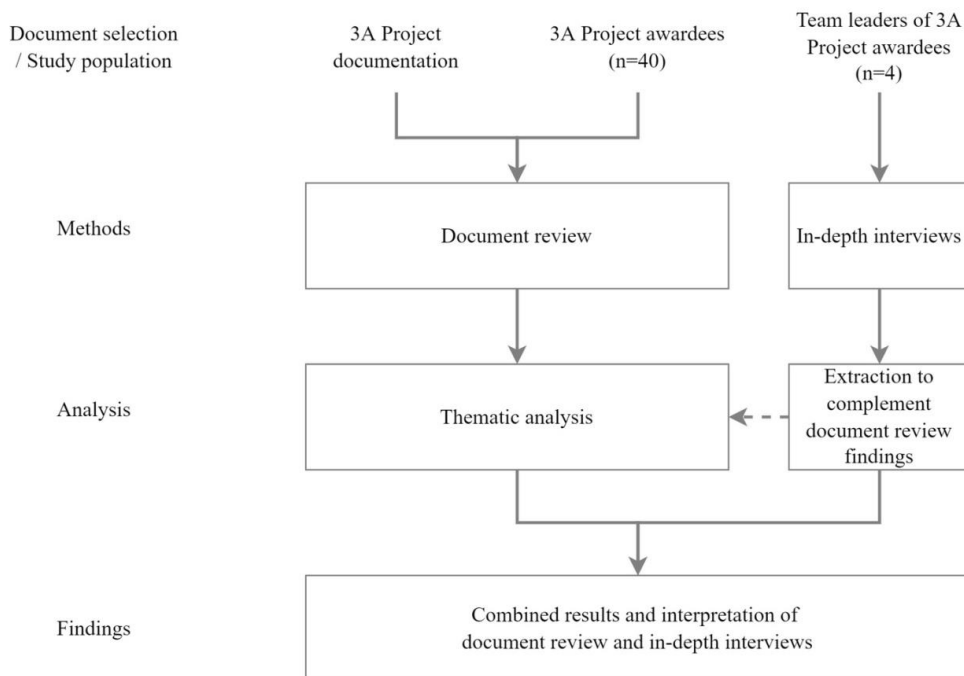 Document selection
/ Study population
3A Project
documentation
3A Project awardees
(n=40)
Team leaders of 3A
Project awardees
(n=4)
Methods
Document review
In-depth interviews
Analysis
Thematic analysis
Extraction to
complement
document review
findings
Findings
Combined results and interpretation of
document review and in-depth interviews